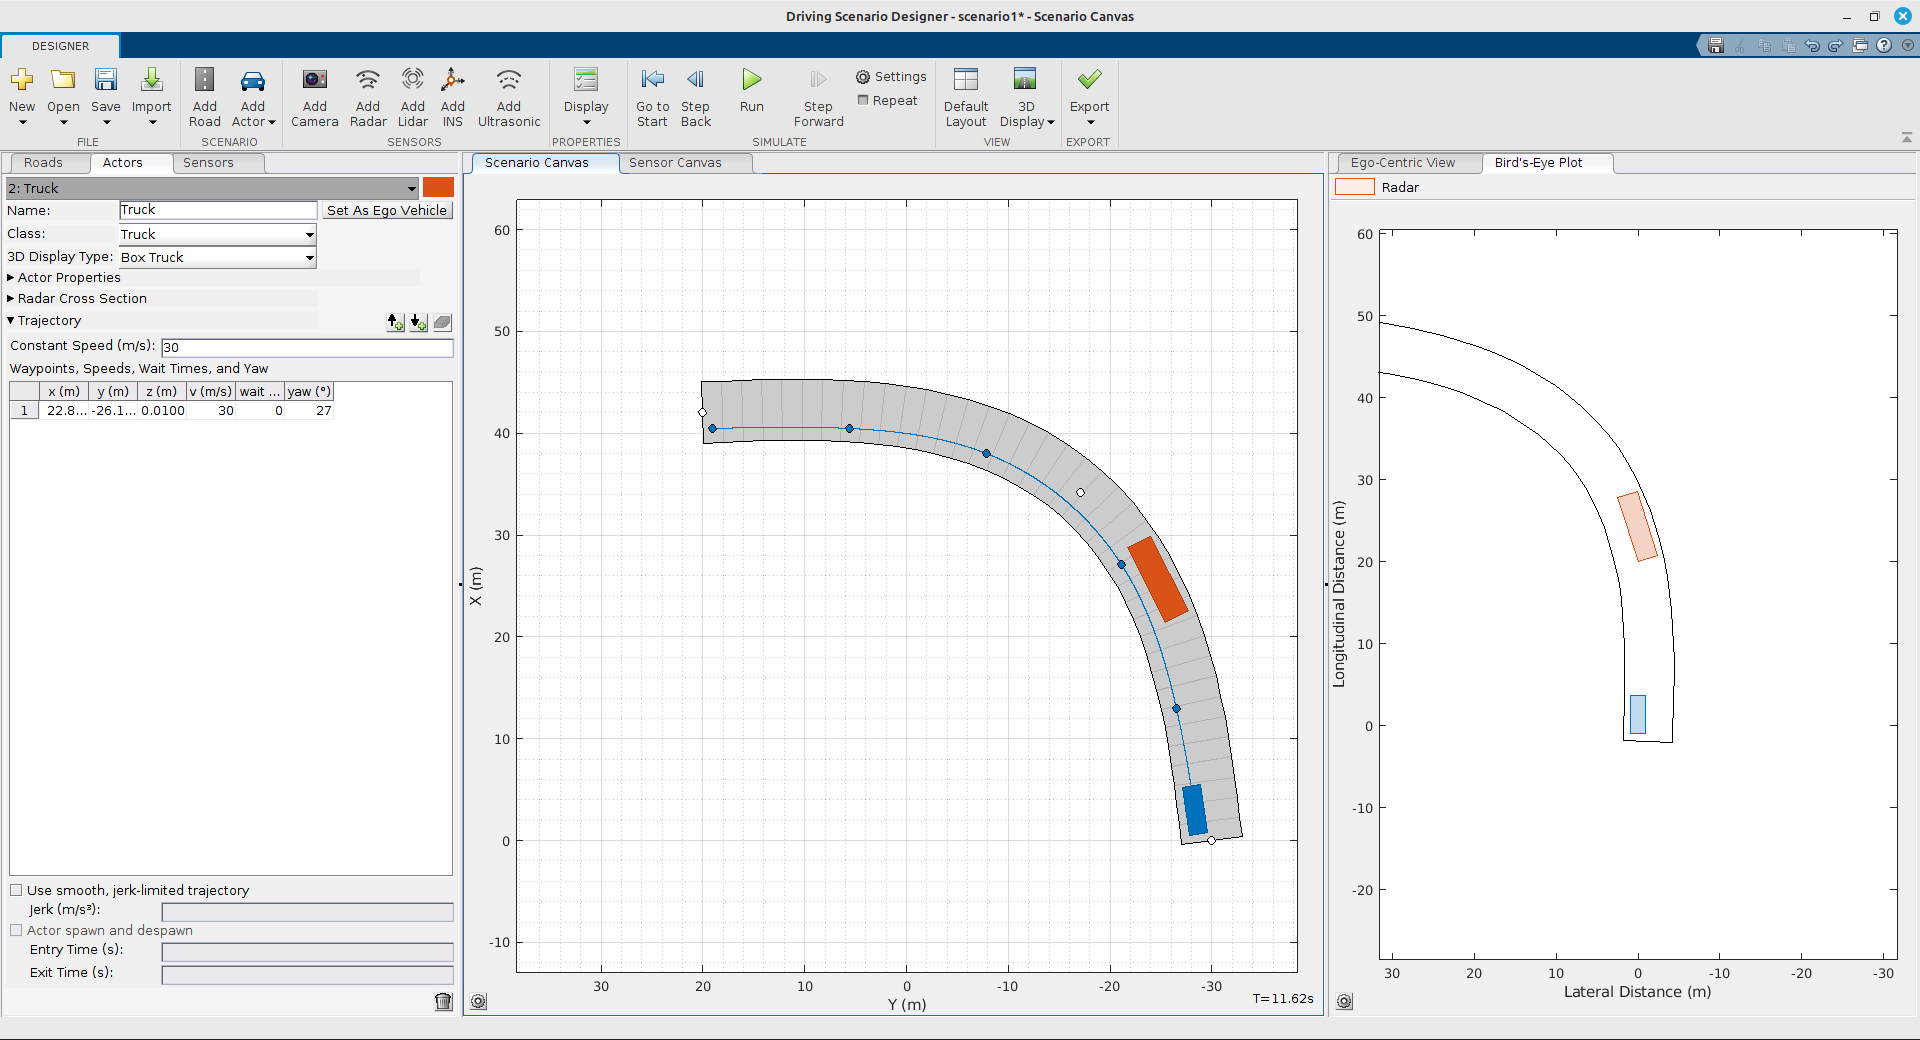 Driving Scenario Designer - scenario1* - Scenario Canvas
DESIGNER
New
Open
Save
Import
Add Road
Add Actor
Add Camera
Add Radar
Add Lidar
Add INS
Add Ultrasonic
Display
Go to Start
Step Back
Run
Step Forward
Settings
Repeat
Default Layout
3D Display
Export
FILE
SCENARIO
SENSORS
PROPERTIES
SIMULATE
VIEW
EXPORT
Roads
Actors
Sensors
2: Truck
Name:
Truck
Set As Ego Vehicle
Class:
Truck
3D Display Type:
Box Truck
Actor Properties
Radar Cross Section
Trajectory
Constant Speed (m/s):
30
Waypoints, Speeds, Wait Times, and Yaw
x (m) y (m) z (m) v (m/s) wait ... yaw (°)
1 22.8... -26.1... 0.0100 30 0 27
Use smooth, jerk-limited trajectory
Jerk (m/s³):
Actor spawn and despawn
Entry Time (s):
Exit Time (s):
Scenario Canvas
Sensor Canvas
60
50
40
30
20
10
0
-10
X (m)
30 20 10 0 -10 -20 -30
Y (m)
T=11.62s
Ego-Centric View
Bird's-Eye Plot
Radar
60
50
40
30
20
10
0
-10
-20
Longitudinal Distance (m)
30 20 10 0 -10 -20 -30
Lateral Distance (m)